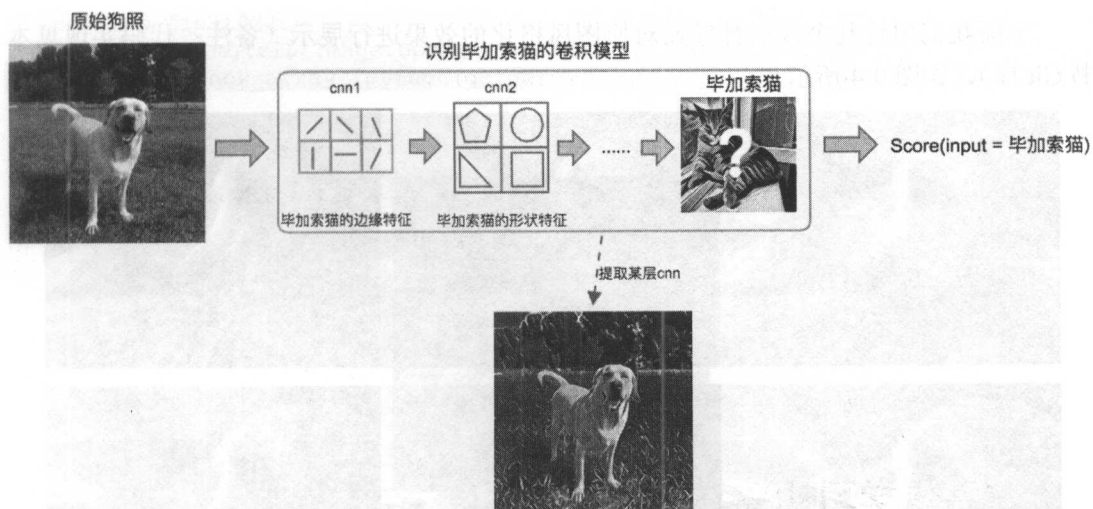 原始狗照
识别毕加索猫的卷积模型
cnn1
cnn2
毕加索猫
?
......
Score(input = 毕加索猫)
毕加索猫的边缘特征
毕加索猫的形状特征
提取某层cnn